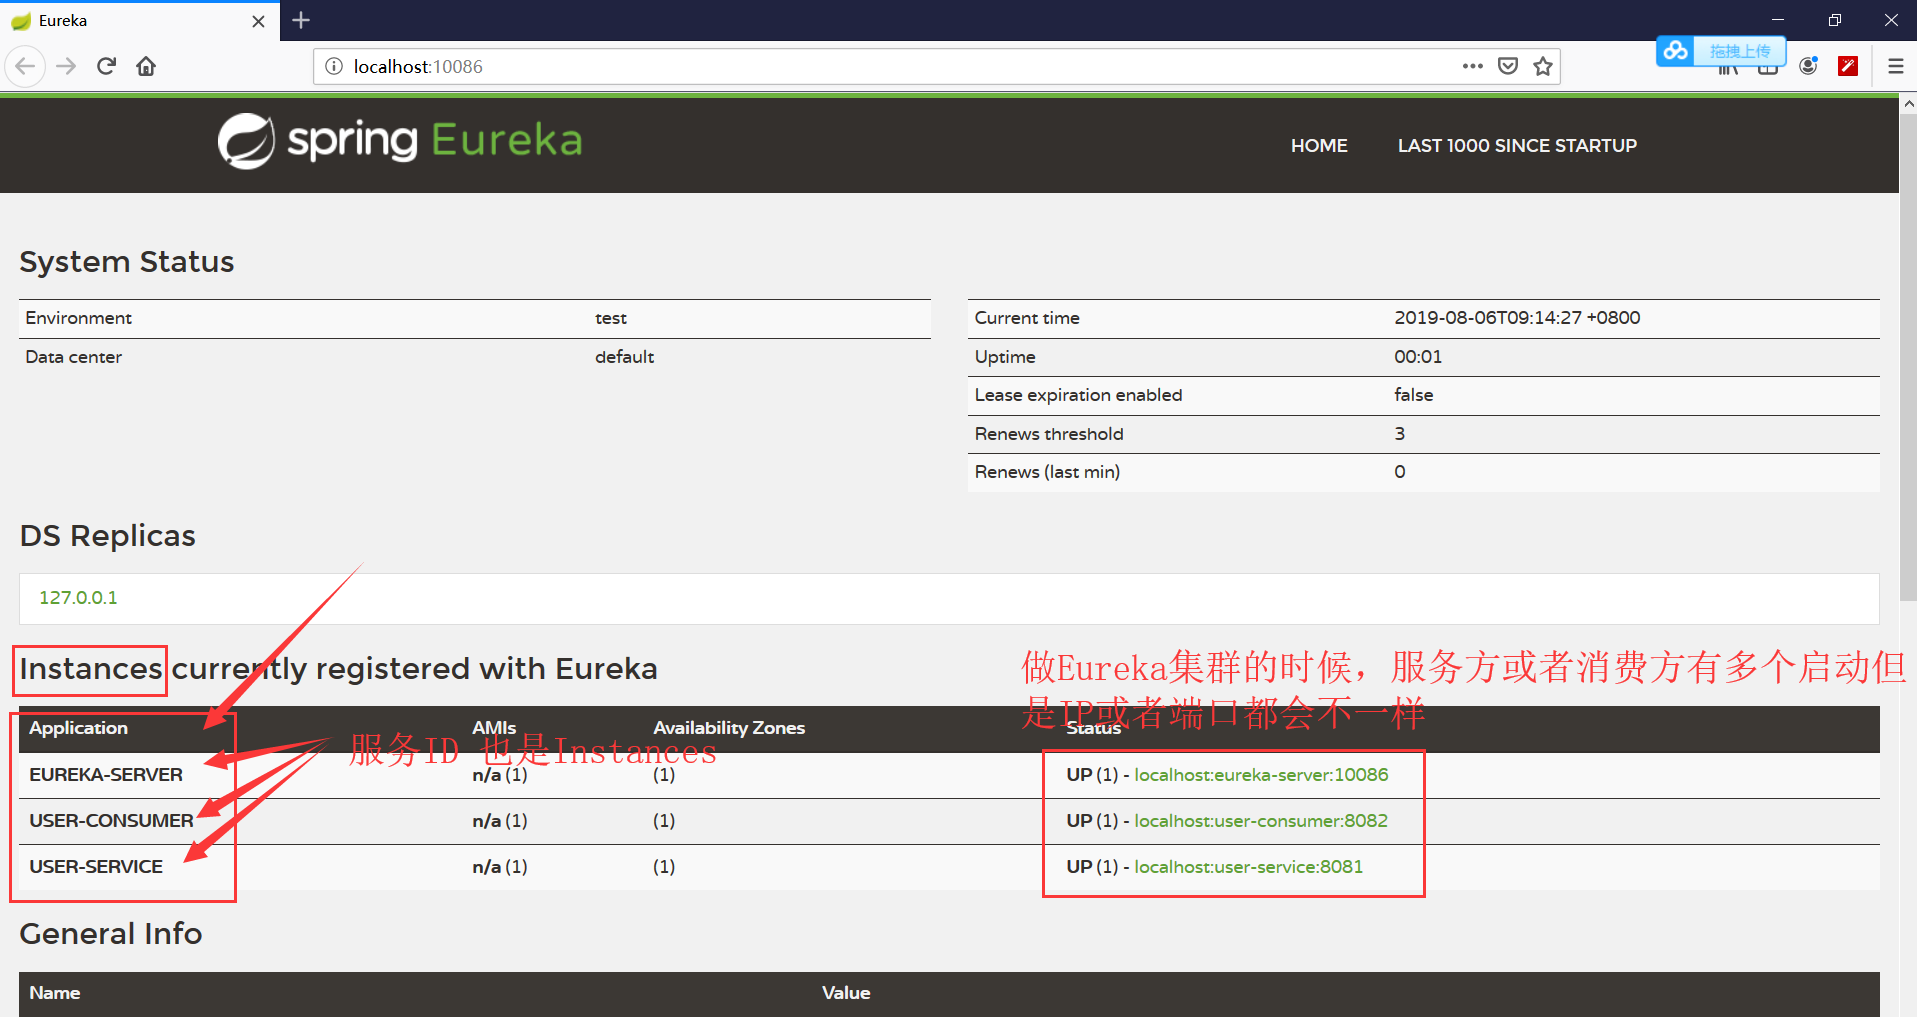 Eureka
localhost:10086
拖拽上传
spring Eureka
HOME
LAST 1000 SINCE STARTUP
System Status
Environment test
Data center default
Current time 2019-08-06T09:14:27 +0800
Uptime 00:01
Lease expiration enabled false
Renews threshold 3
Renews (last min) 0
DS Replicas
127.0.0.1
Instances currently registered with Eureka
做Eureka集群的时候，服务方或者消费方有多个启动但
是IP或者端口都会不一样
Application AMIs Availability Zones Status
服务ID 也是Instances
EUREKA-SERVER n/a (1) (1) UP (1) - localhost:eureka-server:10086
USER-CONSUMER n/a (1) (1) UP (1) - localhost:user-consumer:8082
USER-SERVICE n/a (1) (1) UP (1) - localhost:user-service:8081
General Info
Name Value